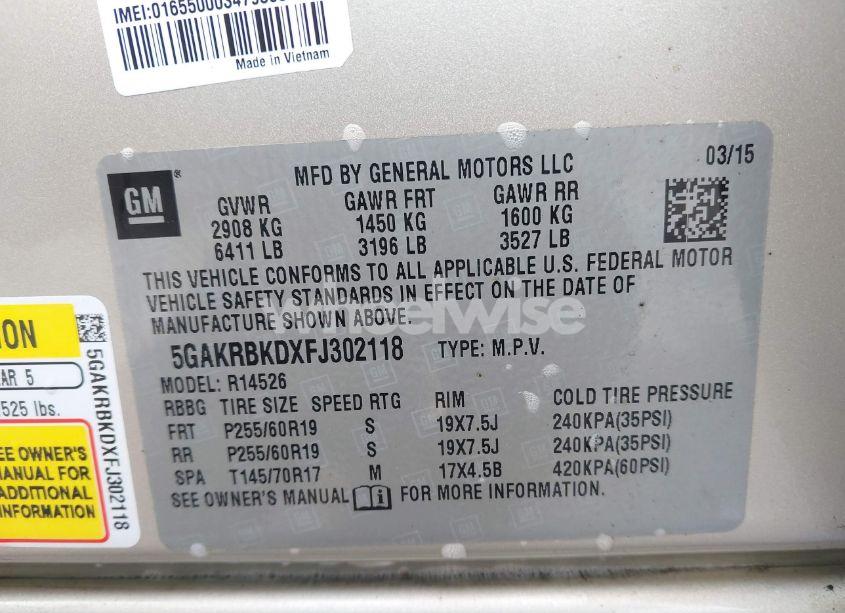 Made in Vietnam
GM
MFD BY GENERAL MOTORS LLC
03/15
GVWR GAWR FRT GAWR RR
2908 KG 1450 KG 1600 KG
6411 LB 3196 LB 3527 LB
THIS VEHICLE CONFORMS TO ALL APPLICABLE U.S. FEDERAL MOTOR
VEHICLE SAFETY STANDARDS IN EFFECT ON THE DATE OF
MANUFACTURE SHOWN ABOVE.
5GAKRBKDXFJ302118 TYPE: M.P.V.
MODEL: R14526
RBBG TIRE SIZE SPEED RTG RIM COLD TIRE PRESSURE
FRT P255/60R19 S 19X7.5J 240KPA(35PSI)
RR P255/60R19 S 19X7.5J 240KPA(35PSI)
SPA T145/70R17 M 17X4.5B 420KPA(60PSI)
SEE OWNER'S MANUAL i FOR MORE INFORMATION.
5
lbs.
SEE OWNER'S
MANUAL FOR
ADDITIONAL
INFORMATION
5GAKRBKDXFJ302118